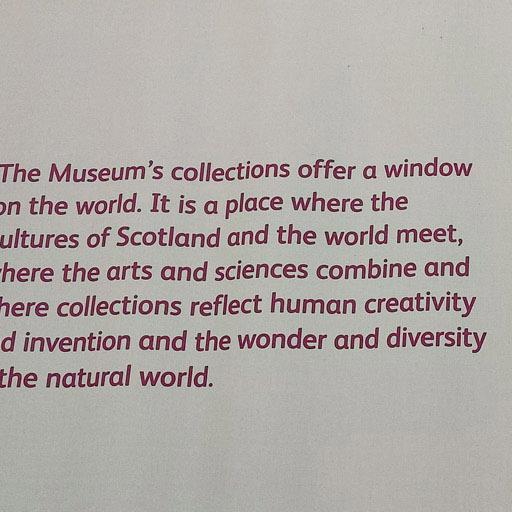 The Museum's collections offer a window
on the world. It is a place where the
ultures of Scotland and the world meet,
here the arts and sciences combine and
here collections reflect human creativity
d invention and the wonder and diversity
the natural world.